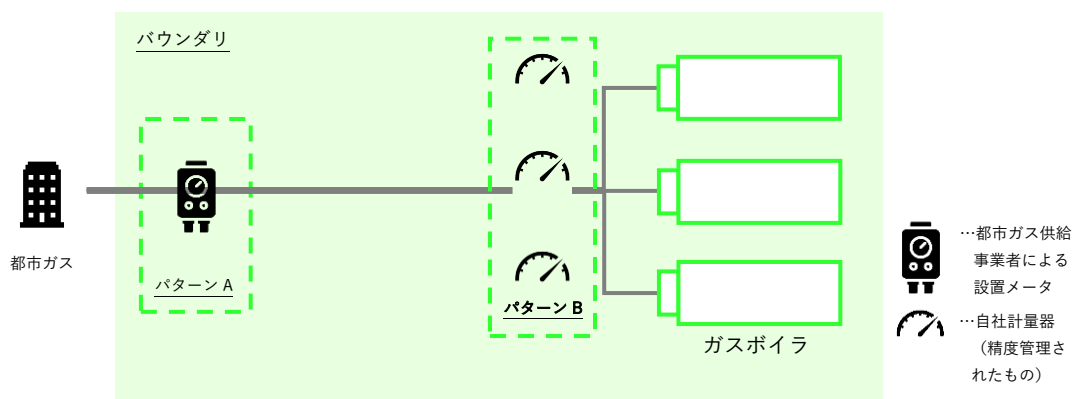 バウンダリ
都市ガス
パターン A
パターン B
ガスボイラ
…都市ガス供給
事業者による
設置メータ
…自社計量器
（精度管理さ
れたもの）